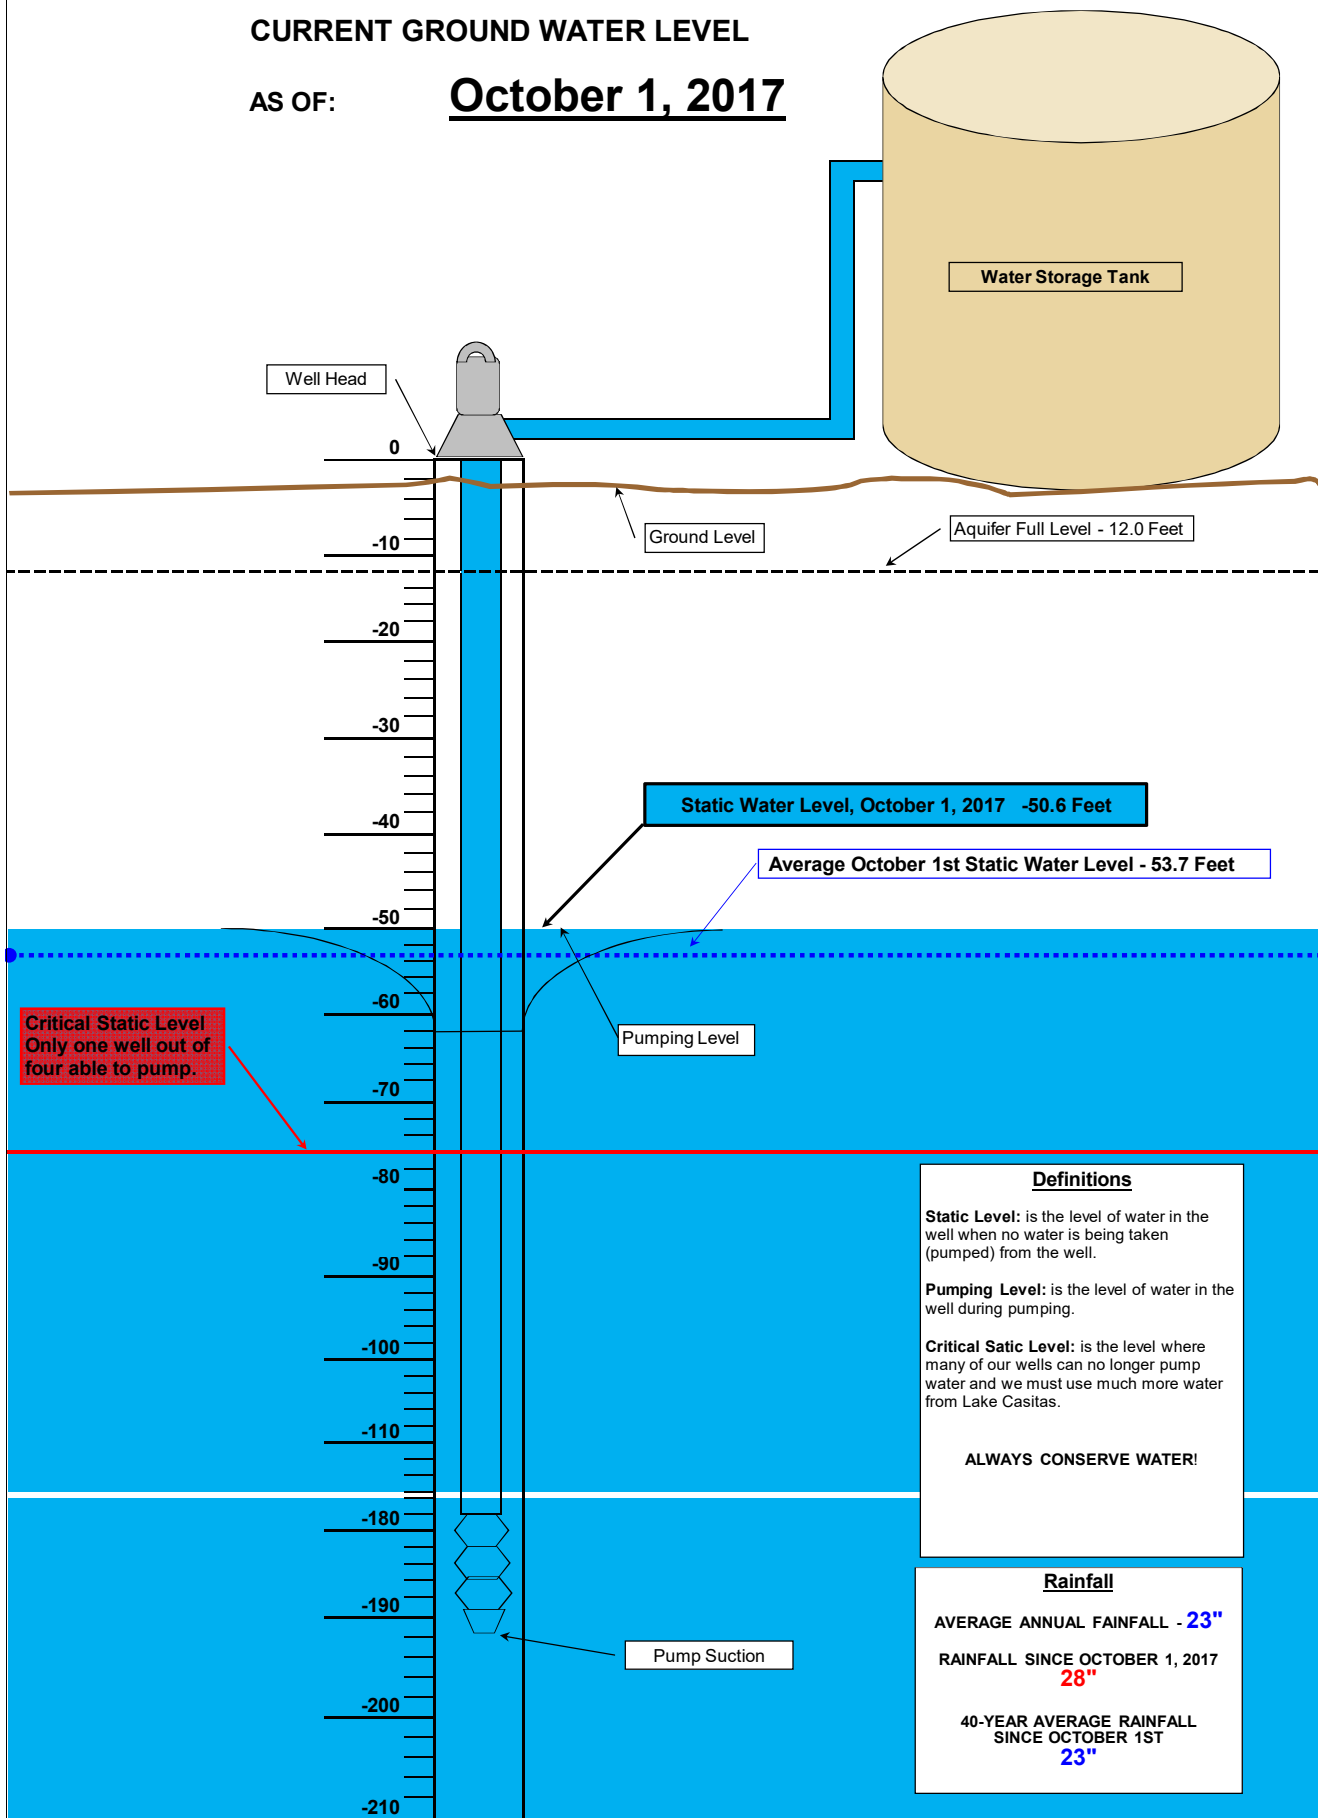 CURRENT GROUND WATER LEVEL
AS OF: October 1, 2017
Water Storage Tank
Well Head
0
Ground Level
Aquifer Full Level - 12.0 Feet
-10
-20
-30
Static Water Level, October 1, 2017 -50.6 Feet
-40
Average October 1st Static Water Level - 53.7 Feet
-50
-60
Critical Static Level
Only one well out of
four able to pump.
Pumping Level
-70
-80
-90
-100
-110
Definitions
Static Level: is the level of water in the
well when no water is being taken
(pumped) from the well.
Pumping Level: is the level of water in the
well during pumping.
Critical Satic Level: is the level where
many of our wells can no longer pump
water and we must use much more water
from Lake Casitas.
ALWAYS CONSERVE WATER!
-180
-190
Pump Suction
-200
-210
Rainfall
AVERAGE ANNUAL FAINFALL - 23"
RAINFALL SINCE OCTOBER 1, 2017
28"
40-YEAR AVERAGE RAINFALL
SINCE OCTOBER 1ST
23"